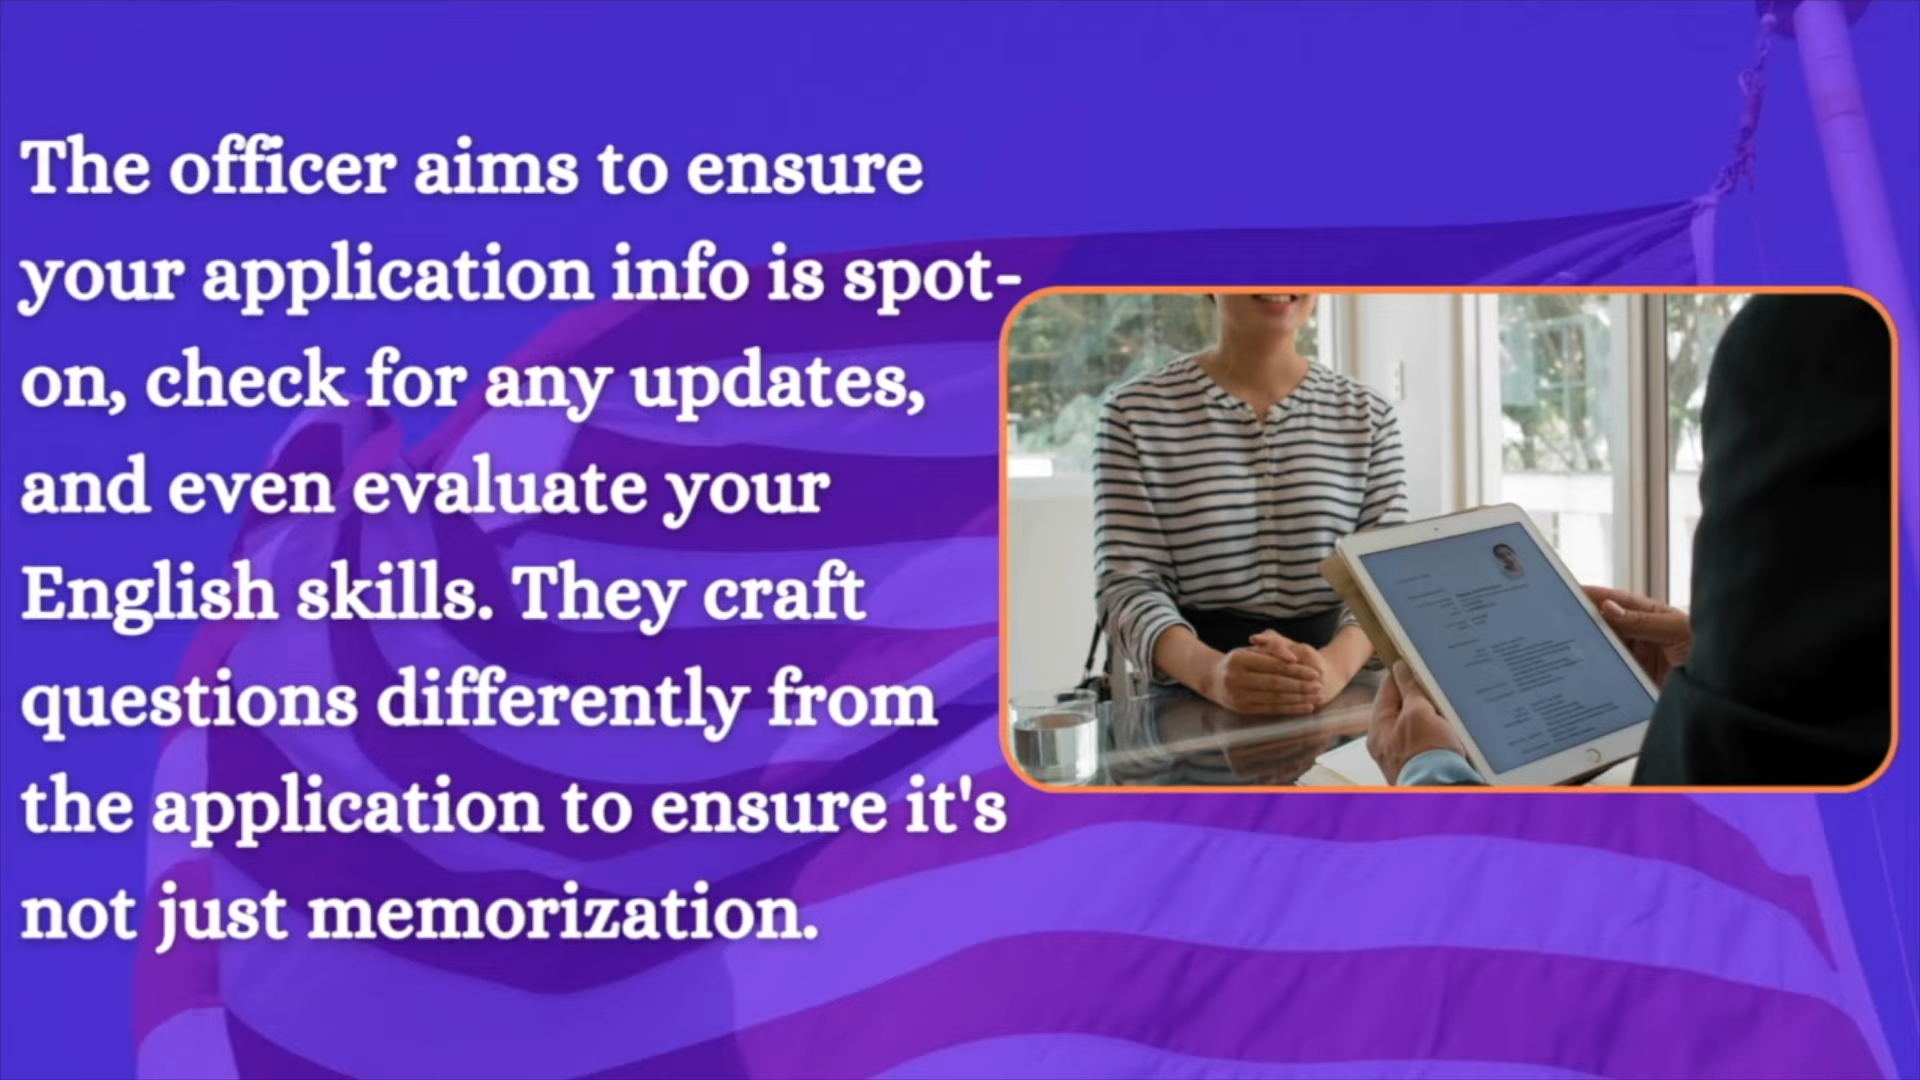 The officer aims to ensure
your application info is spot-
on, check for any updates,
and even evaluate your
English skills. They craft
questions differently from
the application to ensure it's
not just memorization.